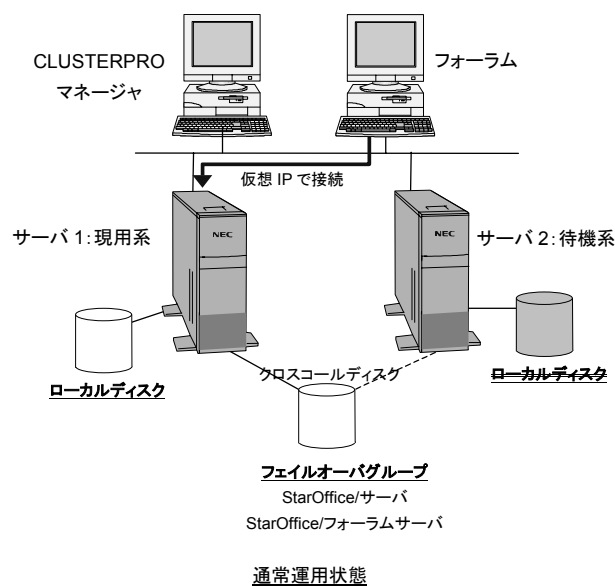 CLUSTERPRO
マネージャ
フォーラム
仮想 IP で接続
サーバ 1:現用系
NEC
サーバ 2:待機系
NEC
ローカルディスク
クロスコールディスク
ローカルディスク
フェイルオーバグループ
StarOffice/サーバ
StarOffice/フォーラムサーバ
通常運用状態